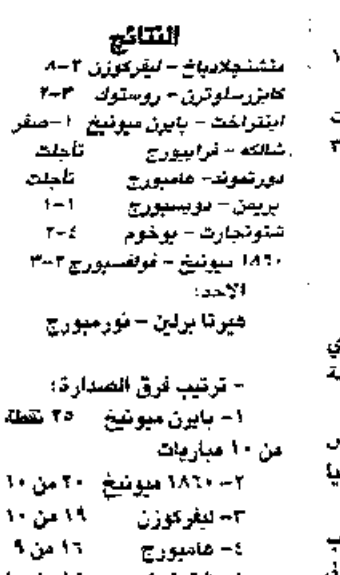 النتائج
منشنجلادباخ - ليفركوزن ٢-٨
كايزرسلوترن - روستوك ٣-٢
اينتراخت - بايرن ميونيخ ١-صفر
شالكه - فرايبورج تأجلت
دورتموند- هامبورج تأجلت
بريمن - دويسبورج ١-١
شتوتجارت - بوخوم ٤-٢
١٨٦٠ ميونيخ - فولفسبورج ٢-٣
الاحد:
هيرتا برلين - نورمبورج
- ترتيب فرق الصدارة:
١- بايرن ميونيخ ٢٥ نقطة
من ١٠ مباريات
٢- ١٨٦٠ ميونيخ ٢٠ من ١٠
٣- ليفركوزن ١٩ من ١٠
٤- هامبورج ١٦ من ٩